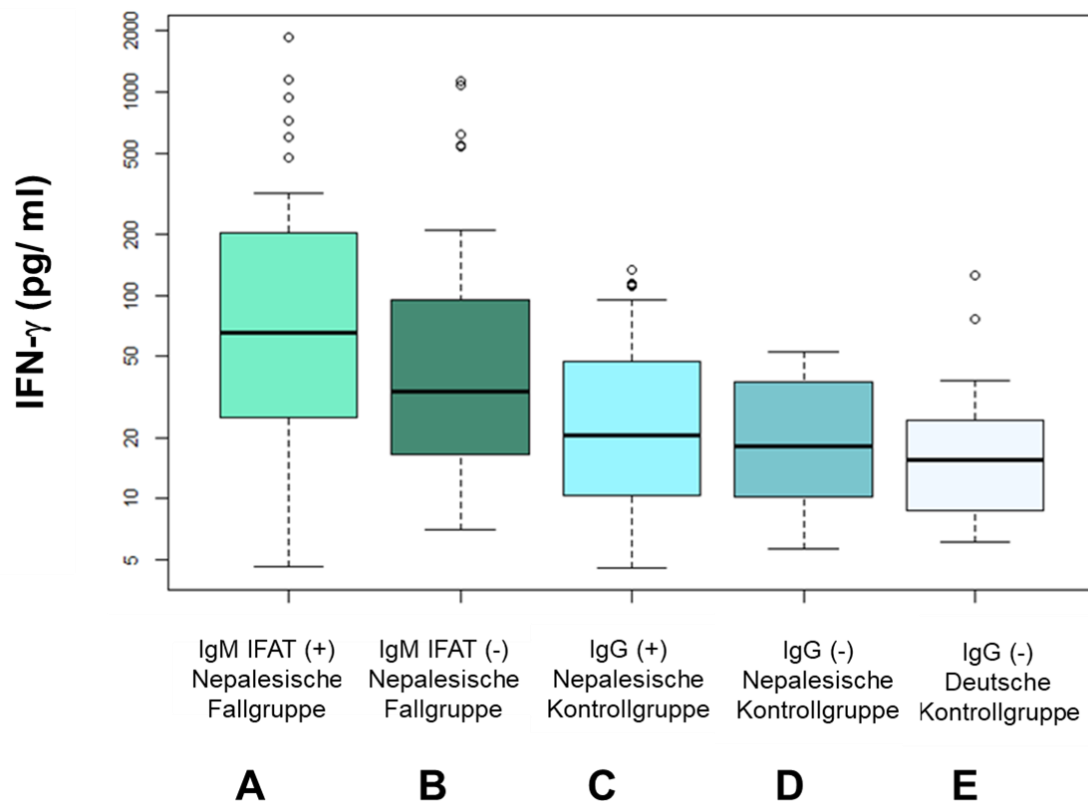 IFN-γ (pg/ ml)
2000
1000
500
200
100
50
20
10
5
IgM IFAT (+)
Nepalesische
Fallgruppe
IgM IFAT (-)
Nepalesische
Fallgruppe
IgG (+)
Nepalesische
Kontrollgruppe
IgG (-)
Nepalesische
Kontrollgruppe
IgG (-)
Deutsche
Kontrollgruppe
A
B
C
D
E